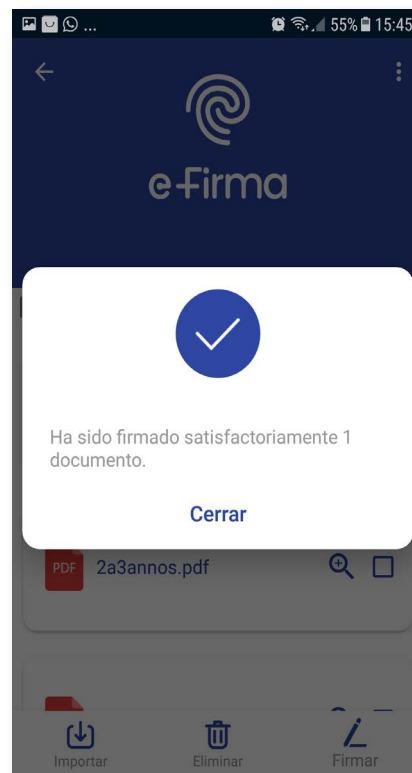 ... 55% 15:45
e-Firma
Ha sido firmado satisfactoriamente 1
documento.
Cerrar
PDF 2a3annos.pdf
Importar Eliminar Firmar